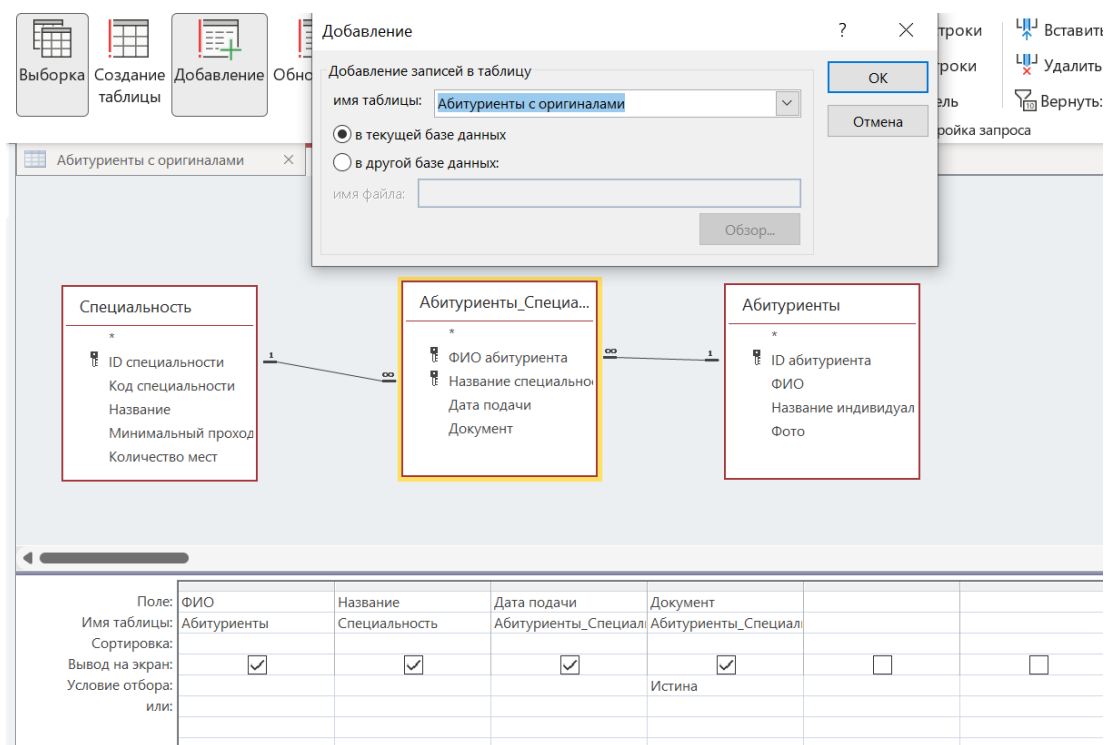 Выборка
Создание таблицы
Добавление
Обно
Добавление
?
Добавление записей в таблицу
имя таблицы: Абитуриенты с оригиналами
в текущей базе данных
в другой базе данных:
имя файла:
Обзор...
ОК
Отмена
троки
троки
ель
Вставить
Удалить
Вернуть:
ройка запроса
Абитуриенты с оригиналами
Специальность
*
ID специальности
Код специальности
Название
Минимальный проход
Количество мест
1
∞
Абитуриенты_Специа...
*
ФИО абитуриента
Название специально
Дата подачи
Документ
∞
1
Абитуриенты
*
ID абитуриента
ФИО
Название индивидуал
Фото
Поле: ФИО Название Дата подачи Документ
Имя таблицы: Абитуриенты Специальность Абитуриенты_Специал Абитуриенты_Специал
Сортировка:
Вывод на экран:
Условие отбора: Истина
или: